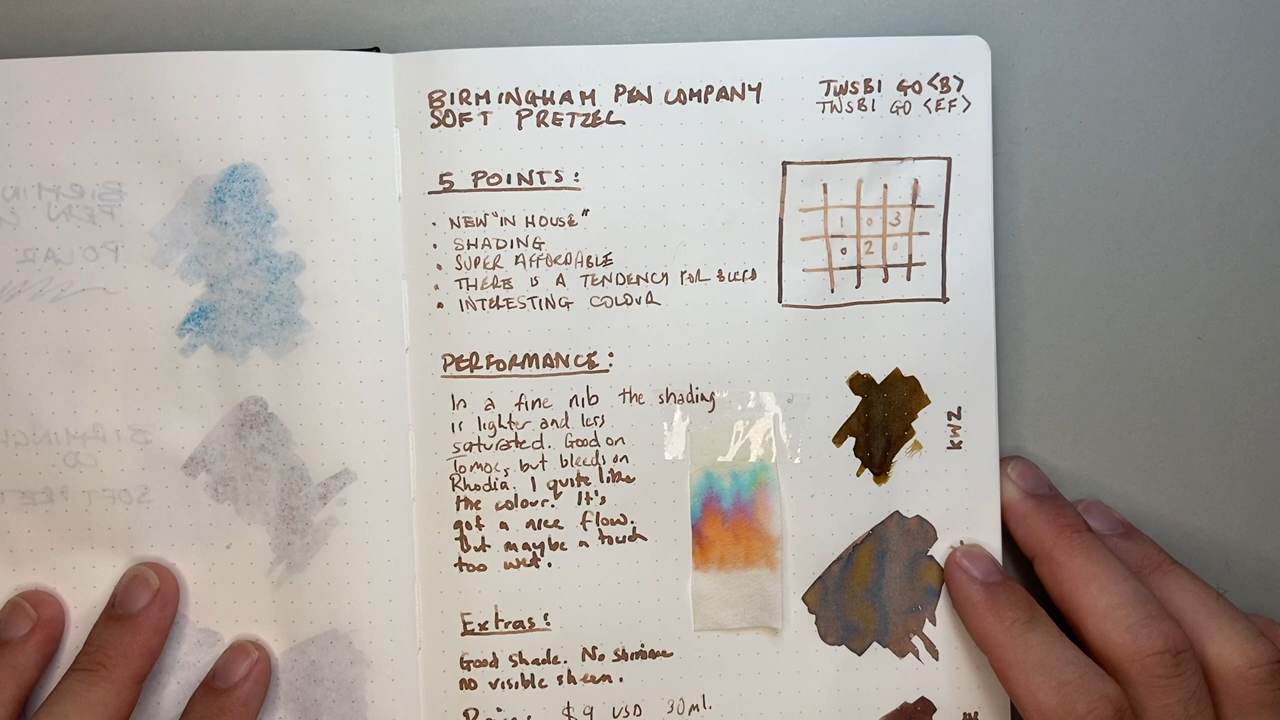 BIRMINGHAM PEN COMPANY
SOFT PRETZEL
TWSBI GO <B>
TWSBI GO <EF>
5 POINTS:
· NEW "IN HOUSE"
· SHADING
· SUPER AFFORDABLE
· THERE IS A TENDENCY FOR BLEED
· INTERESTING COLOUR
1 0 3
0 2 0
PERFORMANCE:
In a fine nib the shading
is lighter and less
saturated. Good on
tomoe, but bleeds on
Rhodia. I quite like
the colour. It's
got a nice flow.
But maybe a touch
too wet.
KWZ
Extras:
Good shade. No shimmer
no visible sheen.
$9 USD 30ml.